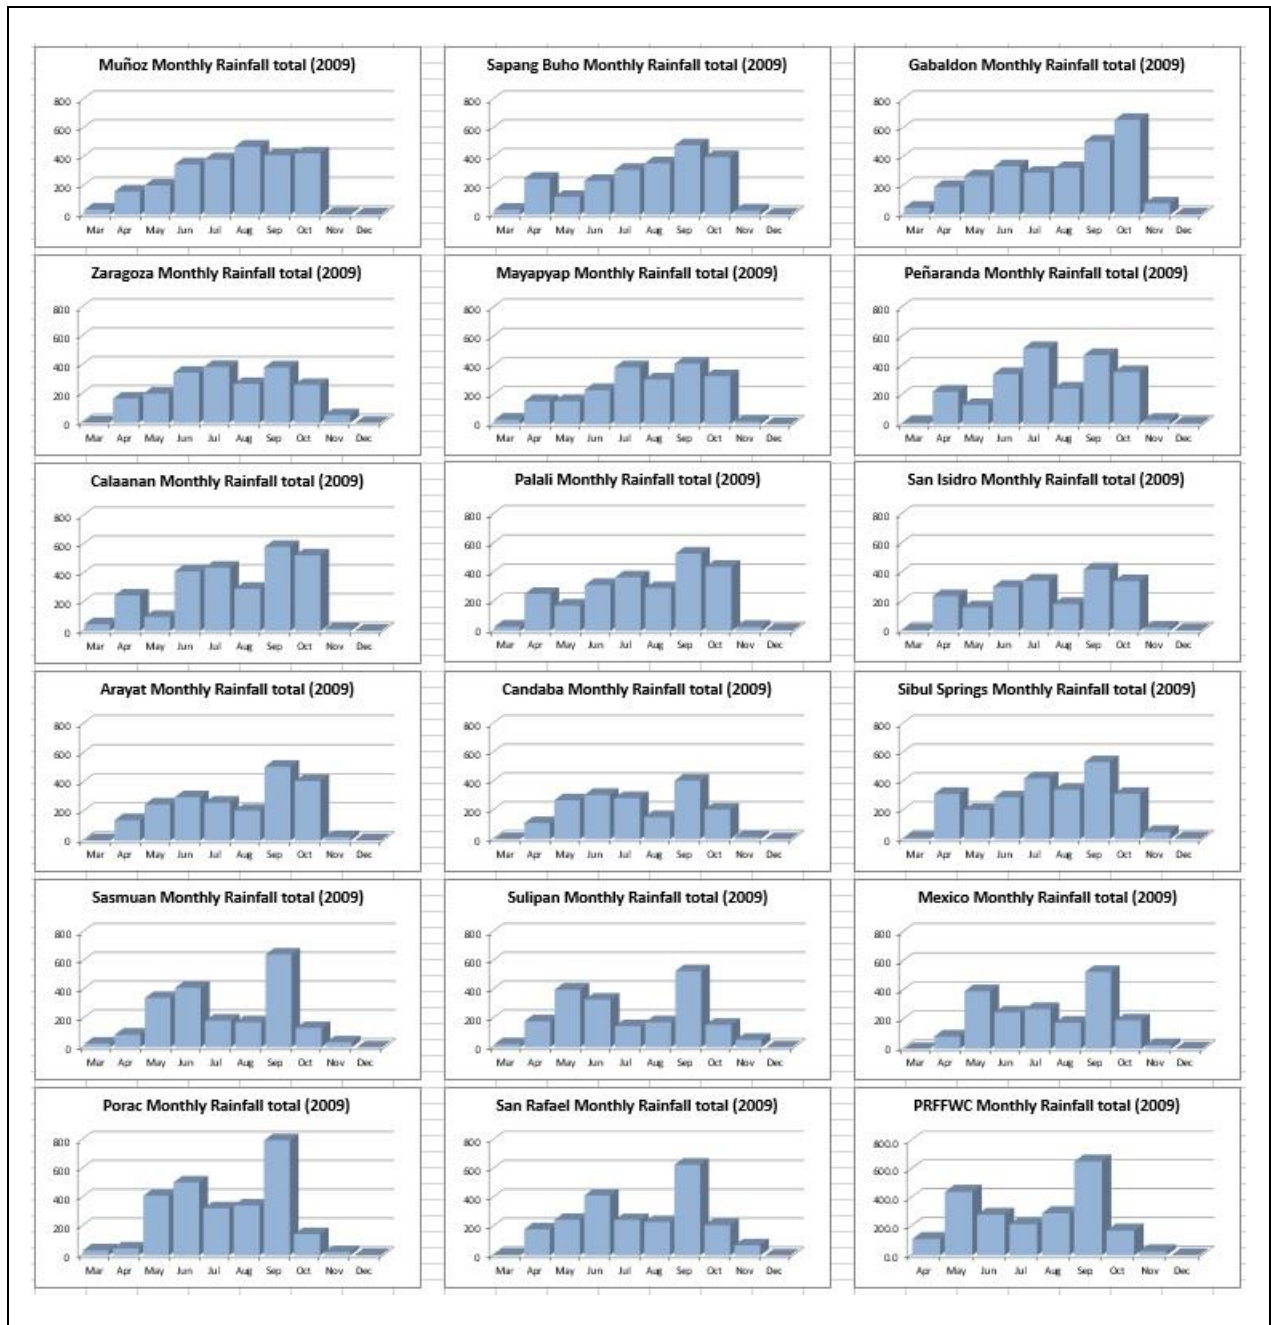 Muñoz Monthly Rainfall total (2009)
800
600
400
200
0
Mar Apr May Jun Jul Aug Sep Oct Nov Dec
Sapang Buho Monthly Rainfall total (2009)
800
600
400
200
0
Mar Apr May Jun Jul Aug Sep Oct Nov Dec
Gabaldon Monthly Rainfall total (2009)
800
600
400
200
0
Mar Apr May Jun Jul Aug Sep Oct Nov Dec
Zaragoza Monthly Rainfall total (2009)
800
600
400
200
0
Mar Apr May Jun Jul Aug Sep Oct Nov Dec
Mayapyap Monthly Rainfall total (2009)
800
600
400
200
0
Mar Apr May Jun Jul Aug Sep Oct Nov Dec
Peñaranda Monthly Rainfall total (2009)
800
600
400
200
0
Mar Apr May Jun Jul Aug Sep Oct Nov Dec
Calaanan Monthly Rainfall total (2009)
800
600
400
200
0
Mar Apr May Jun Jul Aug Sep Oct Nov Dec
Palali Monthly Rainfall total (2009)
800
600
400
200
0
Mar Apr May Jun Jul Aug Sep Oct Nov Dec
San Isidro Monthly Rainfall total (2009)
800
600
400
200
0
Mar Apr May Jun Jul Aug Sep Oct Nov Dec
Arayat Monthly Rainfall total (2009)
800
600
400
200
0
Mar Apr May Jun Jul Aug Sep Oct Nov Dec
Candaba Monthly Rainfall total (2009)
800
600
400
200
0
Mar Apr May Jun Jul Aug Sep Oct Nov Dec
Sibul Springs Monthly Rainfall total (2009)
800
600
400
200
0
Mar Apr May Jun Jul Aug Sep Oct Nov Dec
Sasmuan Monthly Rainfall total (2009)
800
600
400
200
0
Mar Apr May Jun Jul Aug Sep Oct Nov Dec
Sulipan Monthly Rainfall total (2009)
800
600
400
200
0
Mar Apr May Jun Jul Aug Sep Oct Nov Dec
Mexico Monthly Rainfall total (2009)
800
600
400
200
0
Mar Apr May Jun Jul Aug Sep Oct Nov Dec
Porac Monthly Rainfall total (2009)
800
600
400
200
0
Mar Apr May Jun Jul Aug Sep Oct Nov Dec
San Rafael Monthly Rainfall total (2009)
800
600
400
200
0
Mar Apr May Jun Jul Aug Sep Oct Nov Dec
PRFFWC Monthly Rainfall total (2009)
800.0
600.0
400.0
200.0
0.0
Apr May Jun Jul Aug Sep Oct Nov Dec